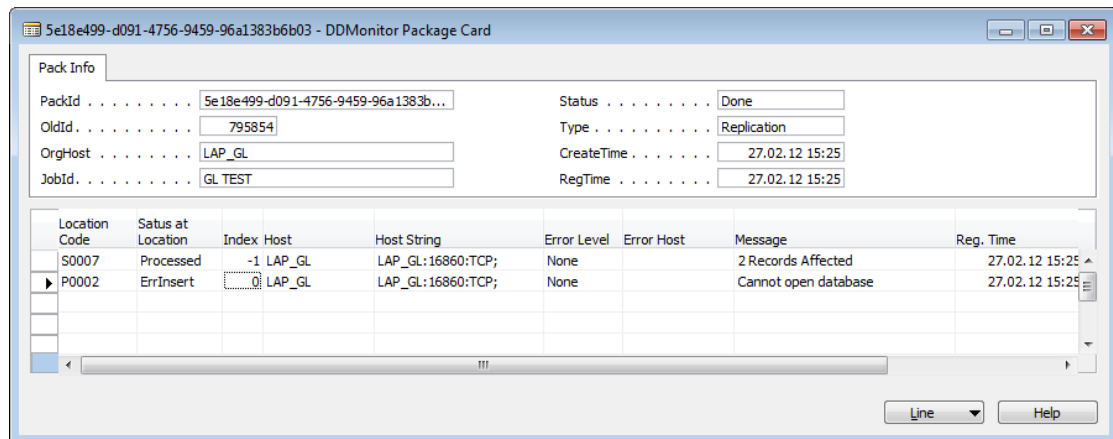 5e18e499-d091-4756-9459-96a1383b6b03 - DDMonitor Package Card
Pack Info
PackId . . . . . . . . . 5e18e499-d091-4756-9459-96a1383b... Status . . . . . . . . . Done
OldId. . . . . . . . . . 795854 Type . . . . . . . . . . Replication
OrgHost . . . . . . . . LAP_GL CreateTime . . . . . . . 27.02.12 15:25
JobId. . . . . . . . . . GL TEST RegTime . . . . . . . . 27.02.12 15:25
Location Code Satus at Location Index Host Host String Error Level Error Host Message Reg. Time
S0007 Processed -1 LAP_GL LAP_GL:16860:TCP; None 2 Records Affected 27.02.12 15:25
P0002 ErrInsert 0 LAP_GL LAP_GL:16860:TCP; None Cannot open database 27.02.12 15:25
Line Help